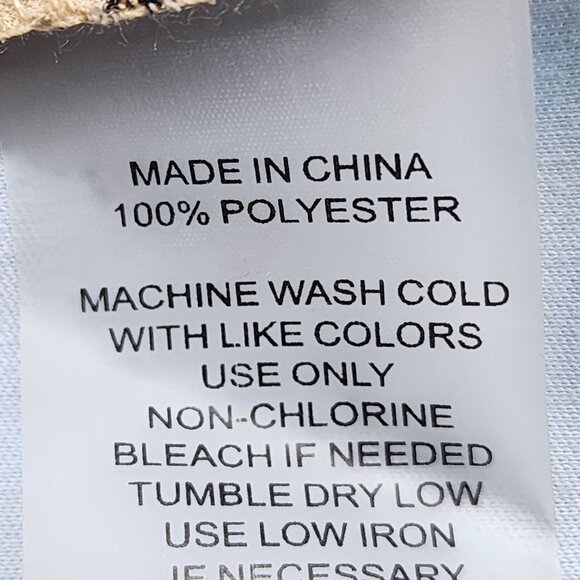 MADE IN CHINA
100% POLYESTER
MACHINE WASH COLD
WITH LIKE COLORS
USE ONLY
NON-CHLORINE
BLEACH IF NEEDED
TUMBLE DRY LOW
USE LOW IRON
IF NECESSARY